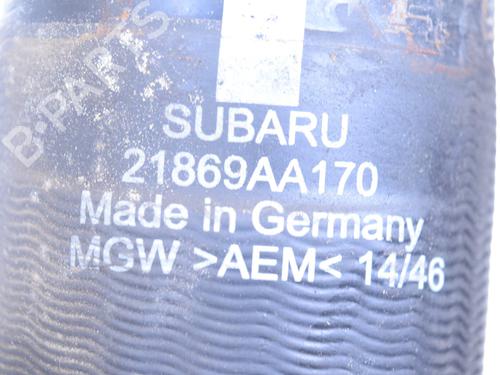 B-PARTS
SUBARU
21869AA170
Made in Germany
MGW >AEM< 14/46